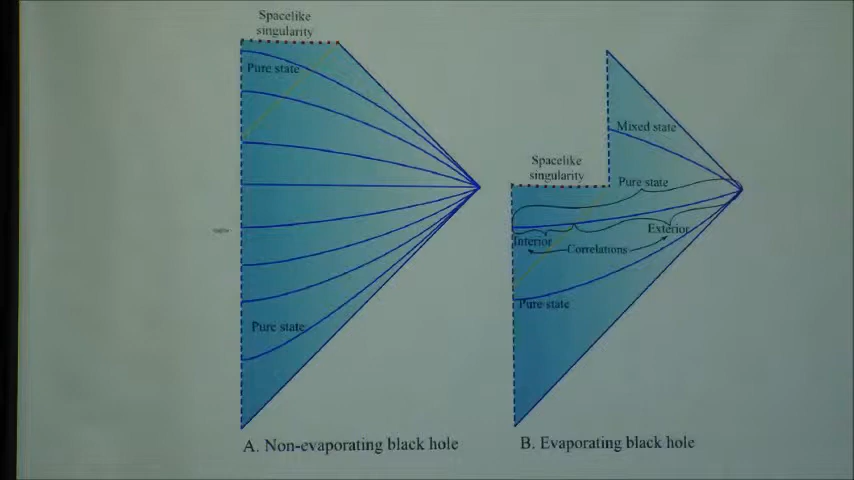 Spacelike
singularity
Pure state
Pure state
A. Non-evaporating black hole
Mixed state
Spacelike
singularity
Pure state
Exterior
Interior
Correlations
Pure state
B. Evaporating black hole